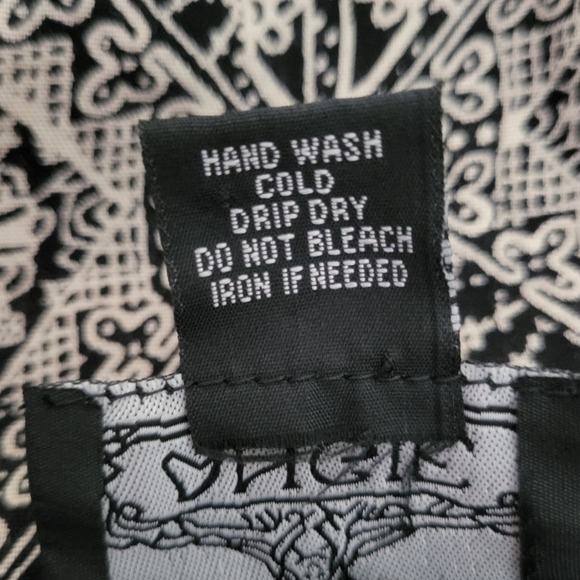 HAND WASH
COLD
DRIP DRY
DO NOT BLEACH
IRON IF NEEDED